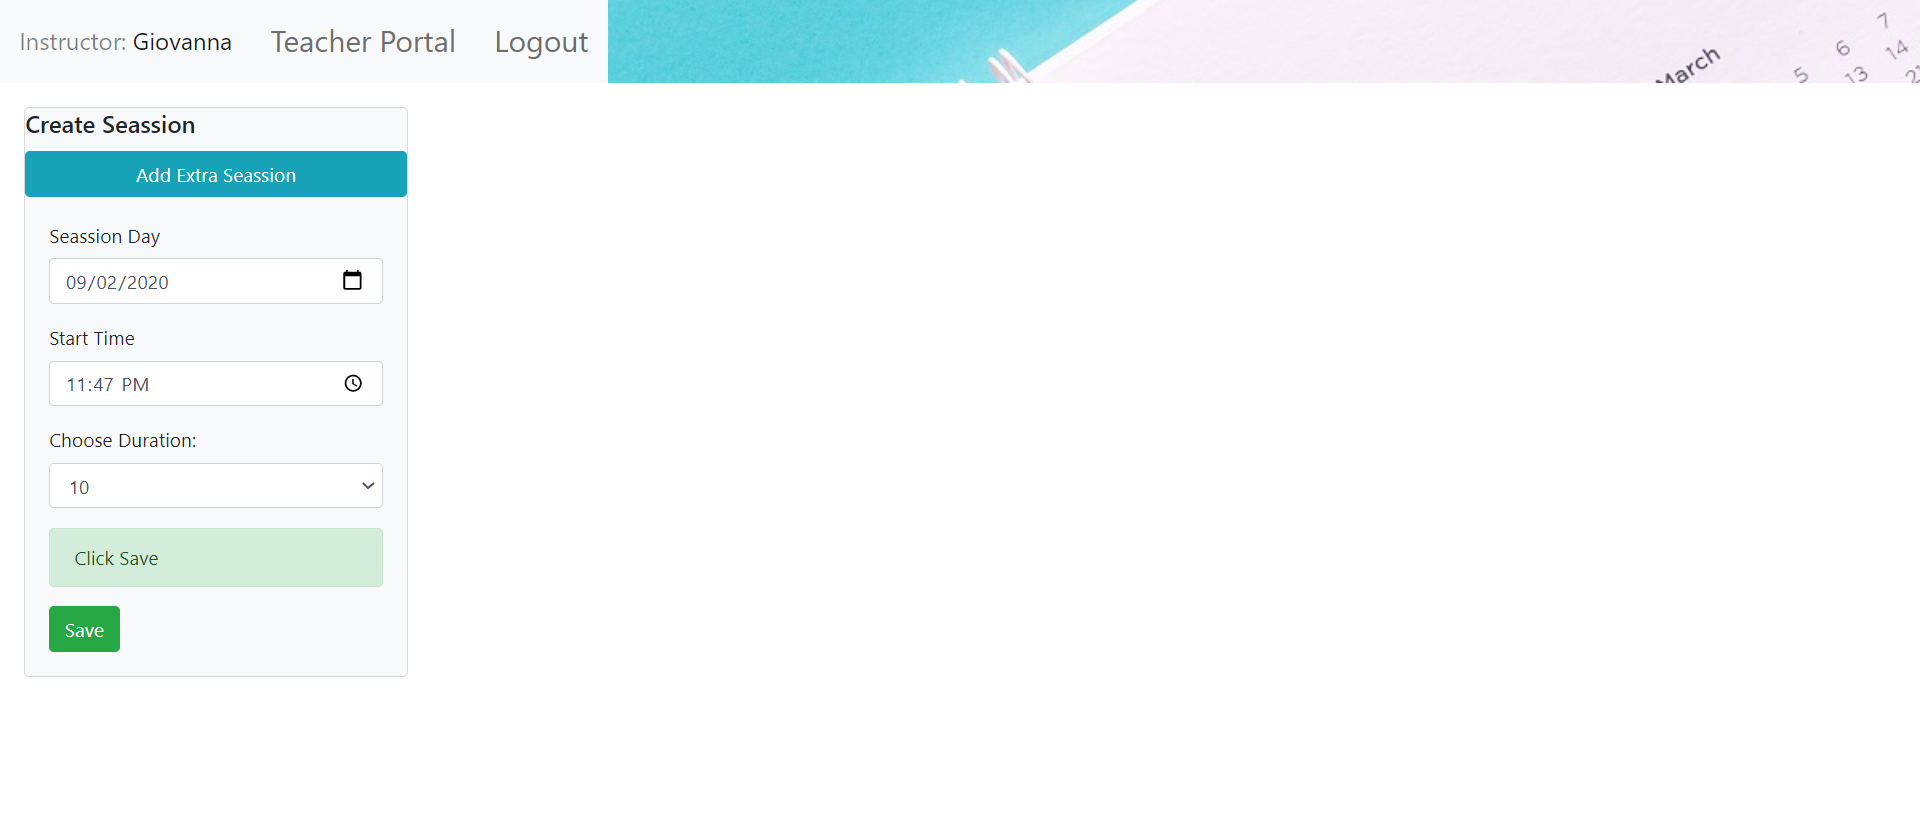 Instructor: Giovanna Teacher Portal Logout
March
5 6 7
13 14
Create Seassion
Add Extra Seassion
Seassion Day
09/02/2020
Start Time
11:47 PM
Choose Duration:
10
Click Save
Save